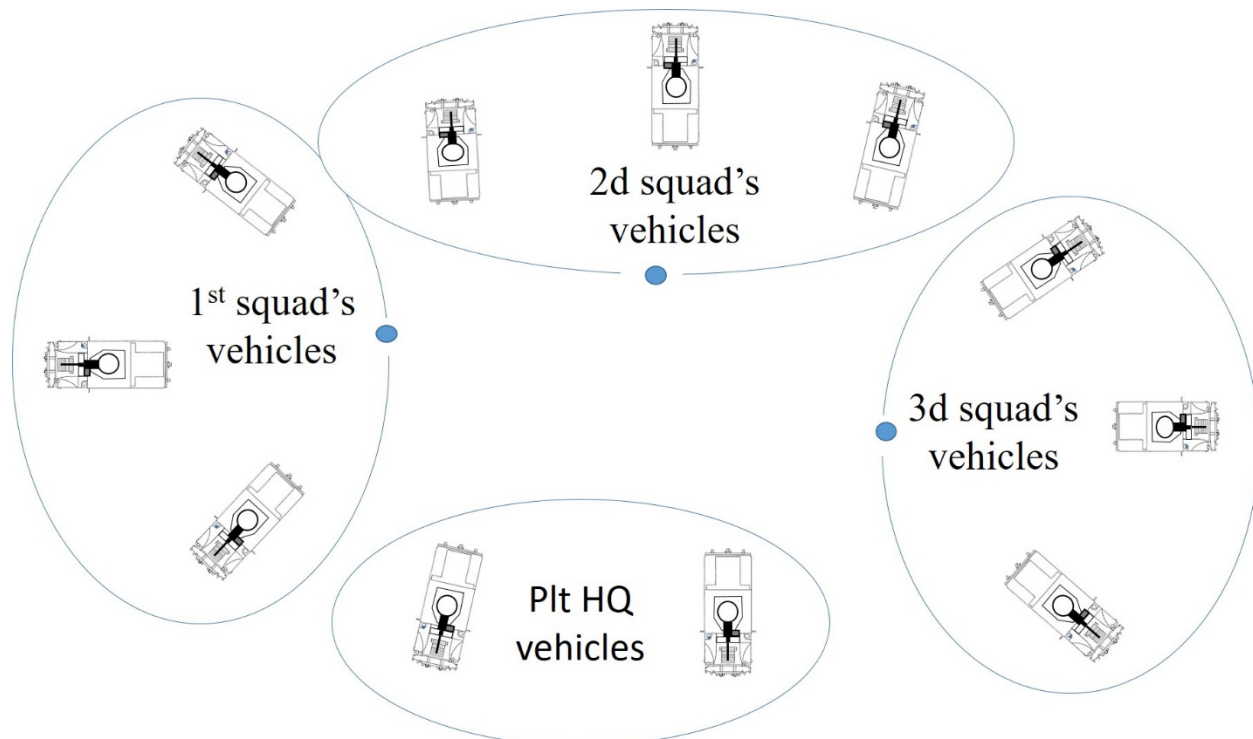 2d squad’s
vehicles
1st squad’s
vehicles
3d squad’s
vehicles
Plt HQ
vehicles